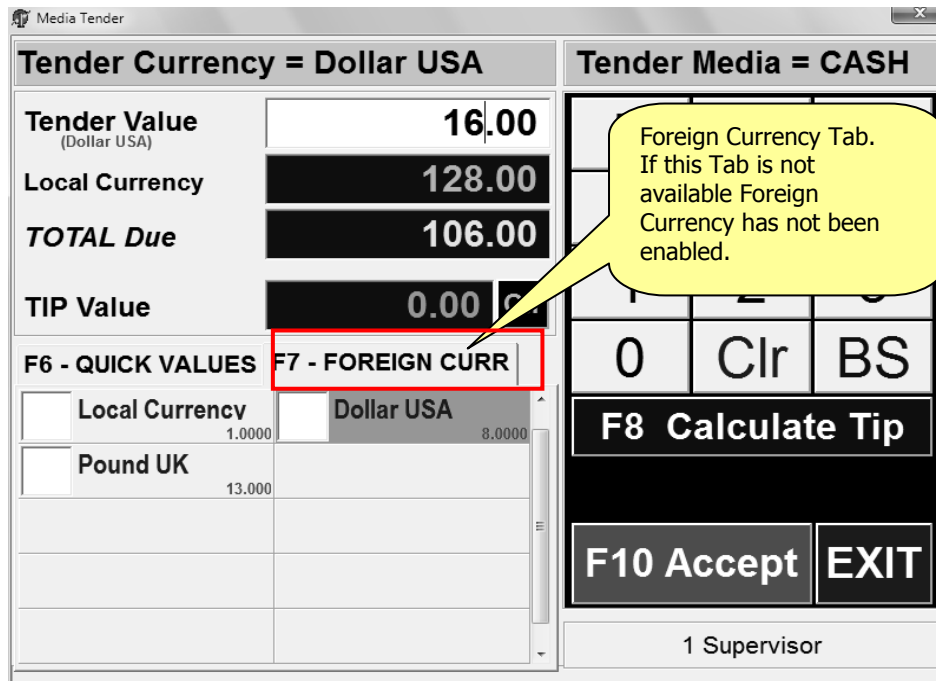 Media Tender
x
Tender Currency = Dollar USA
Tender Media = CASH
Tender Value
(Dollar USA)
16.00
Local Currency
128.00
TOTAL Due
106.00
TIP Value
0.00
Foreign Currency Tab.
If this Tab is not
available Foreign
Currency has not been
enabled.
F6 - QUICK VALUES
F7 - FOREIGN CURR
Local Currency
1.0000
Dollar USA
8.0000
Pound UK
13.000
0 Clr BS
F8 Calculate Tip
F10 Accept
EXIT
1 Supervisor